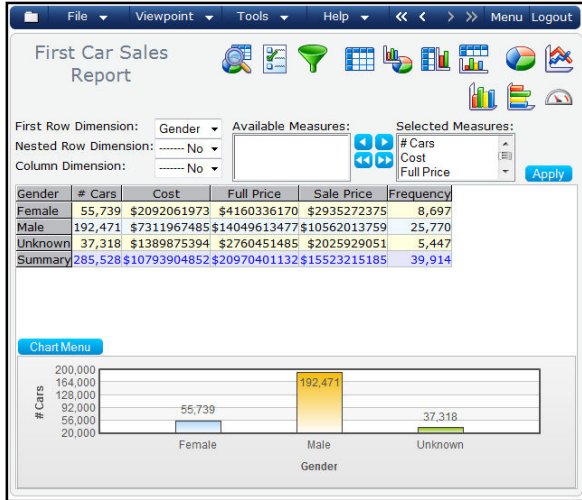 File Viewpoint Tools Help Menu Logout
First Car Sales
Report
First Row Dimension: Gender Available Measures: Selected Measures:
Nested Row Dimension: ------- No # Cars
Cost
Column Dimension: ------- No Full Price
Apply
Gender # Cars Cost Full Price Sale Price Frequency
Female 55,739 $2092061973 $4160336170 $2935272375 8,697
Male 192,471 $7311967485 $14049613477 $10562013759 25,770
Unknown 37,318 $1389875394 $2760451485 $2025929051 5,447
Summary 285,528 $10793904852 $20970401132 $15523215185 39,914
Chart Menu
200,000
164,000
128,000
92,000
56,000
20,000
# Cars
55,739
192,471
37,318
Female Male Unknown
Gender